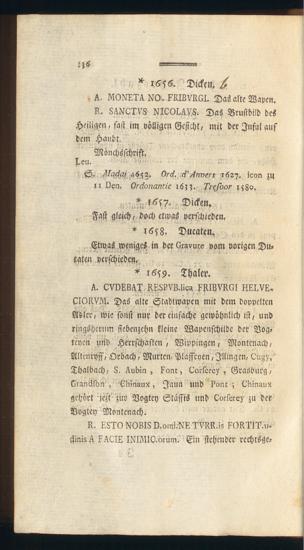 236
* 1656. Dicken. 6
A. MONETA NO. FRIBVRGI. Das alte Wapen.
R. SANCTVS NICOLAVS. Das Brustbild des
Heiligen, fast im völligen Gesicht, mit der Inful auf
dem Haubt.
Mönchsschrift.
Leu.
S. Madai 4652. Ord. d'Anvers 1627. icon zu
11 Den. Ordonantie 1633. Tresoor 1580.
* 1657. Dicken.
Fast gleich, doch etwas verschieden.
* 1658. Ducaten.
Etwas weniges in der Gravure vom vorigen Du-
caten verschieden.
* 1659. Thaler.
A. CVDEBAT RESPVB.lica FRIBVRGI HELVE-
CIORVM. Das alte Stadtwapen mit dem doppelten
Adler, wie sonst nur der einfache gewöhnlich ist, und
ringsherum siebenzehn kleine Wapenschilde der Vog-
teyen und Herrschaften, Wippingen, Montenach,
Altenryff, Orbach, Murten, Plaffeyen, Illingen, Cugy,
Thalbach, S. Aubin, Font, Corserey, Grasburg,
Grandson, Chinaux, Jaun und Pont; Chinaux
gehört jetzt zur Vogtey Stäffis und Corserey zu der
Vogtey Montenach.
R. ESTO NOBIS D.omi.NE TVRR.is FORTIT.u-
dinis A FACIE INIMIC.orum. Ein stehender rechtsge-